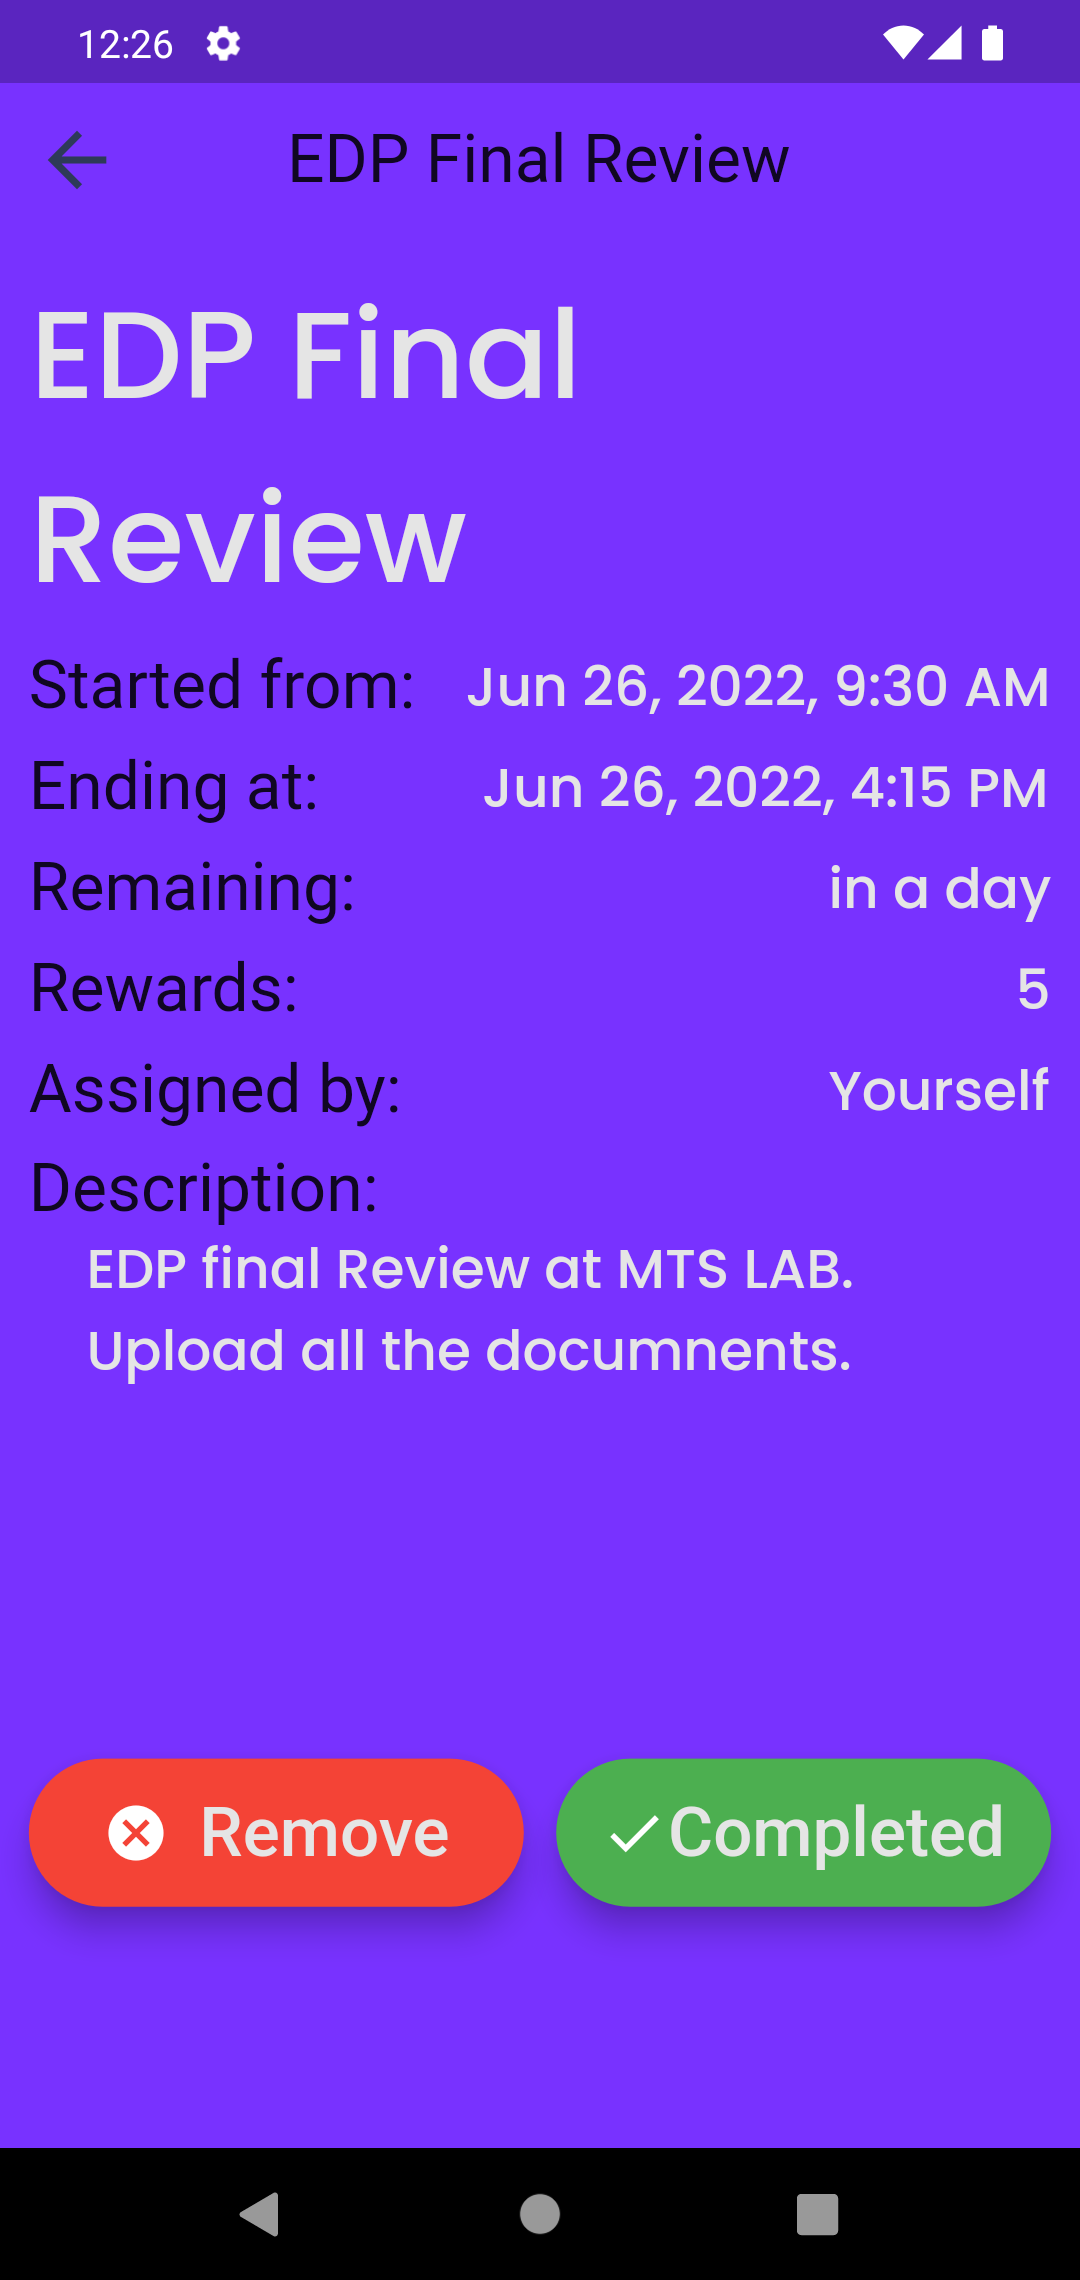 12:26
EDP Final Review
EDP Final
Review
Started from: Jun 26, 2022, 9:30 AM
Ending at: Jun 26, 2022, 4:15 PM
Remaining: in a day
Rewards: 5
Assigned by: Yourself
Description:
EDP final Review at MTS LAB.
Upload all the documnents.
Remove Completed